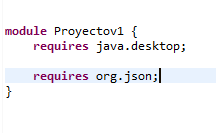 module Proyectov1 {
    requires java.desktop;
    requires org.json;
}